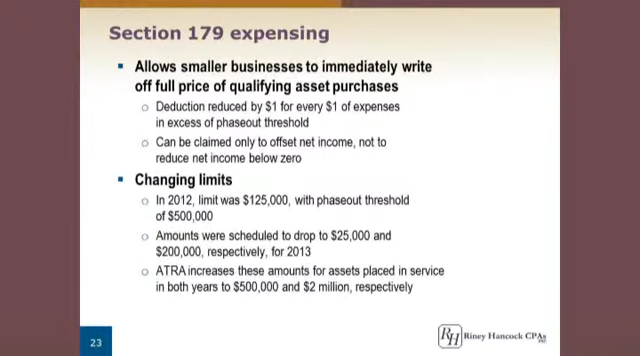 Section 179 expensing
Allows smaller businesses to immediately write
off full price of qualifying asset purchases
Deduction reduced by $1 for every $1 of expenses
in excess of phaseout threshold
Can be claimed only to offset net income, not to
reduce net income below zero
Changing limits
In 2012, limit was $125,000, with phaseout threshold
of $500,000
Amounts were scheduled to drop to $25,000 and
$200,000, respectively, for 2013
ATRA increases these amounts for assets placed in service
in both years to $500,000 and $2 million, respectively
23
RH Riney Hancock CPAs